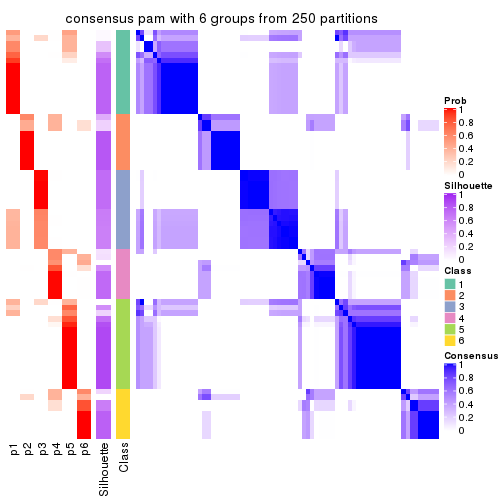 consensus pam with 6 groups from 250 partitions
Prob
1
0.8
0.6
0.4
0.2
0
Silhouette
1
0.8
0.6
0.4
0.2
0
Class
1
2
3
4
5
6
Consensus
1
0.8
0.6
0.4
0.2
0
p1
p2
p3
p4
p5
p6
Silhouette
Class